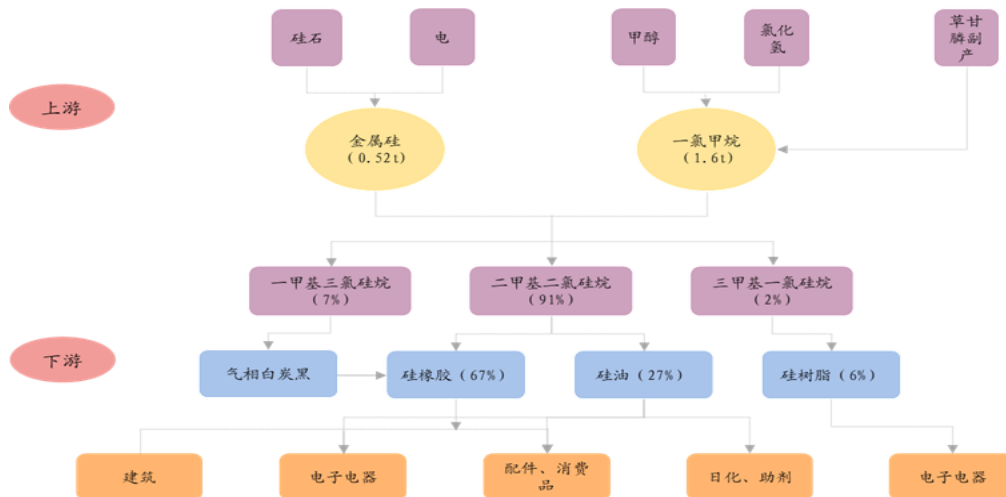 硅石
电
甲醇
氯化
氢
草甘
膦副
产
上游
金属硅
(0.52t)
一氯甲烷
(1.6t)
一甲基三氯硅烷
(7%)
二甲基二氯硅烷
(91%)
三甲基一氯硅烷
(2%)
下游
气相白炭黑
硅橡胶(67%)
硅油(27%)
硅树脂(6%)
建筑
电子电器
配件、消费
品
日化、助剂
电子电器